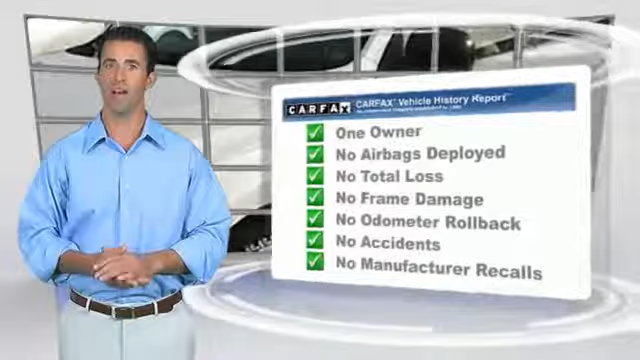 CARFAX CARFAX Vehicle History Report™
One Owner
No Airbags Deployed
No Total Loss
No Frame Damage
No Odometer Rollback
No Accidents
No Manufacturer Recalls